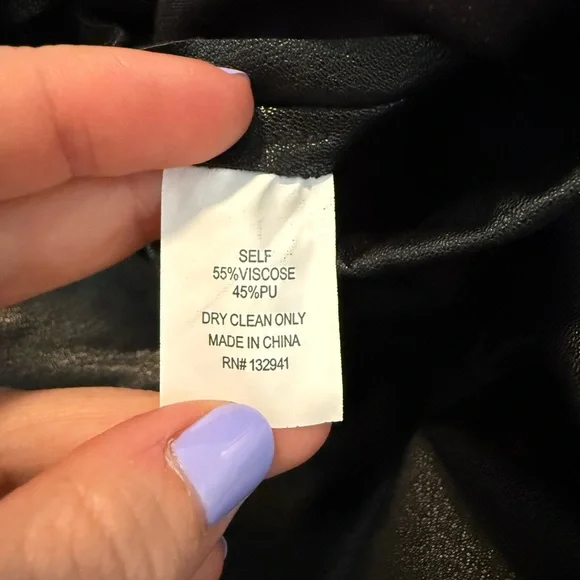 SELF
55%VISCOSE
45%PU
DRY CLEAN ONLY
MADE IN CHINA
RN# 132941